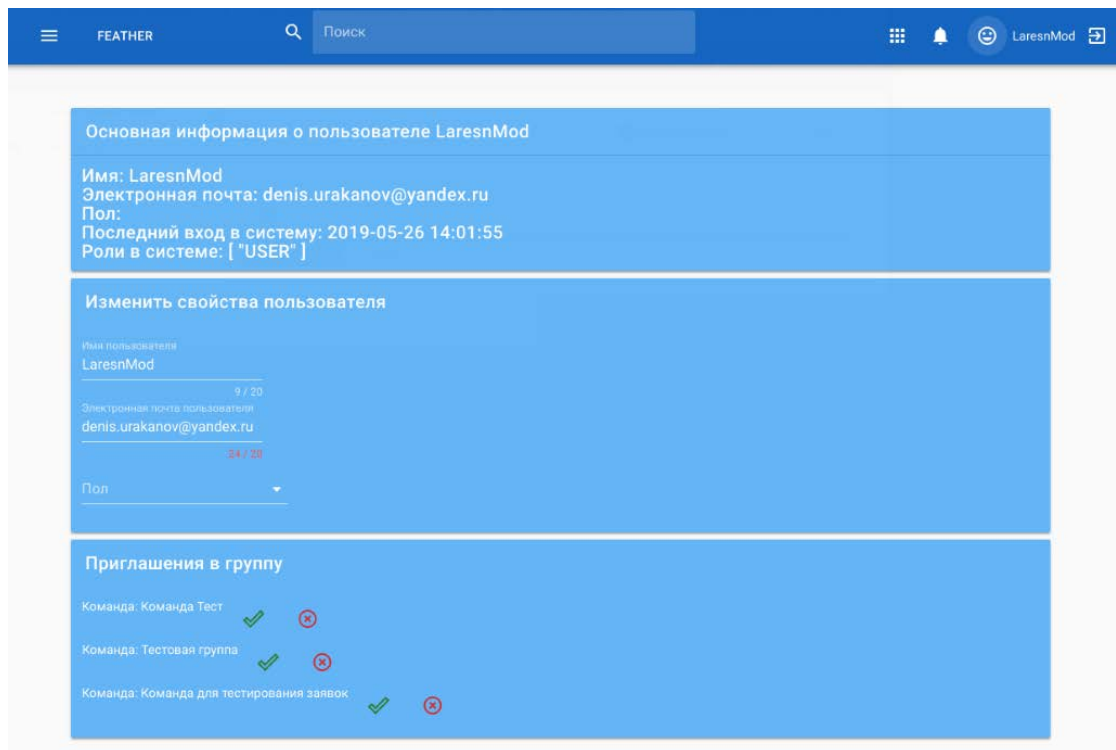 FEATHER
Поиск
LaresnMod
Основная информация о пользователе LaresnMod
Имя: LaresnMod
Электронная почта: denis.urakanov@yandex.ru
Пол:
Последний вход в систему: 2019-05-26 14:01:55
Роли в системе: [ "USER" ]
Изменить свойства пользователя
Имя пользователя
LaresnMod
9 / 20
Электронная почта пользователя
denis.urakanov@yandex.ru
24 / 20
Пол
Приглашения в группу
Команда: Команда Тест
Команда: Тестовая группа
Команда: Команда для тестирования заявок